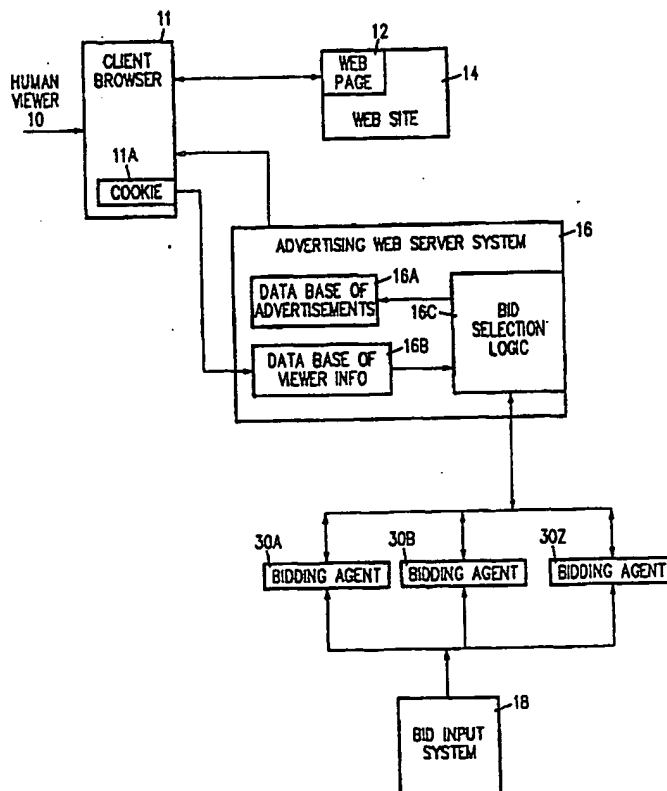 11
CLIENT
BROWSER
HUMAN
VIEWER
10
11A
COOKIE
12
WEB
PAGE
14
WEB SITE
16
ADVERTISING WEB SERVER SYSTEM
16A
DATA BASE OF
ADVERTISEMENTS
16B
DATA BASE OF
VIEWER INFO
16C
BID
SELECTION
LOGIC
30A
BIDDING AGENT
30B
BIDDING AGENT
30Z
BIDDING AGENT
18
BID INPUT
SYSTEM